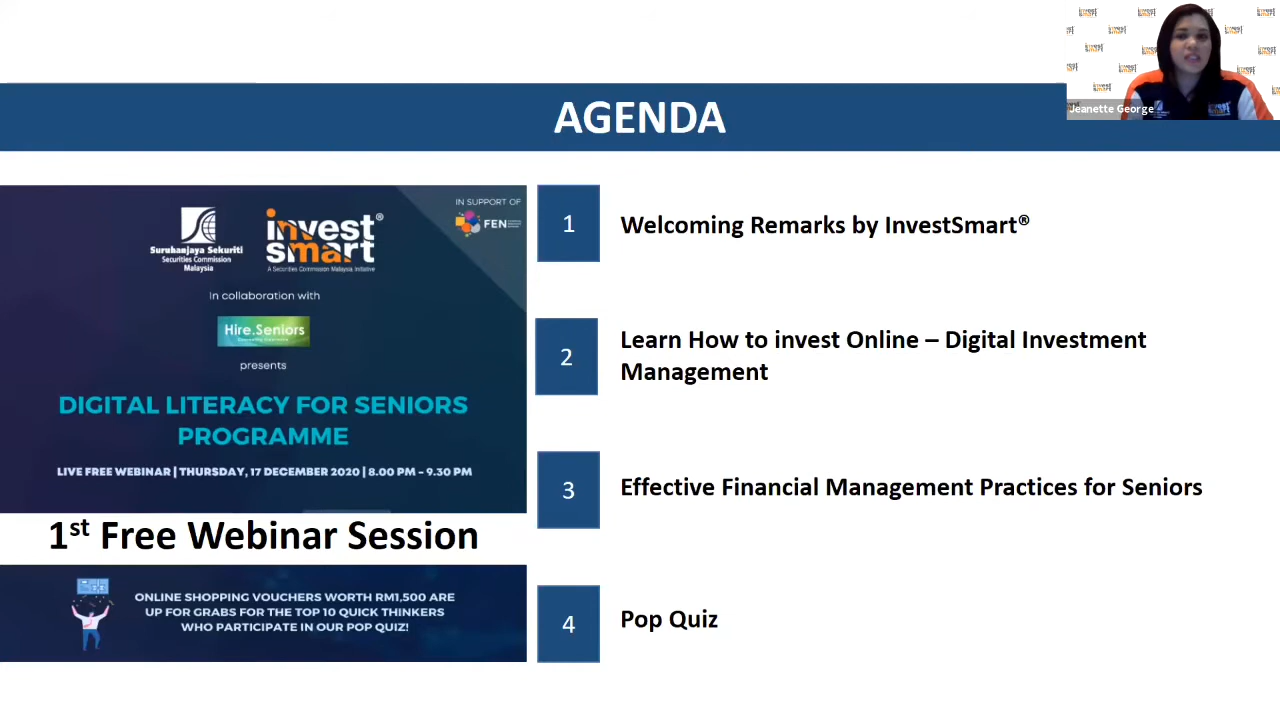 invest
smart
Jeanette George
AGENDA
Suruhanjaya Sekuriti
Securities Commission
Malaysia
invest®
smart
A Securities Commission Malaysia Initiative
IN SUPPORT OF
FEN
In collaboration with
Hire.Seniors
presents
DIGITAL LITERACY FOR SENIORS
PROGRAMME
LIVE FREE WEBINAR | THURSDAY, 17 DECEMBER 2020 | 8.00 PM – 9.30 PM
1st Free Webinar Session
ONLINE SHOPPING VOUCHERS WORTH RM1,500 ARE
UP FOR GRABS FOR THE TOP 10 QUICK THINKERS
WHO PARTICIPATE IN OUR POP QUIZ!
1
Welcoming Remarks by InvestSmart®
2
Learn How to invest Online – Digital Investment
Management
3
Effective Financial Management Practices for Seniors
4
Pop Quiz